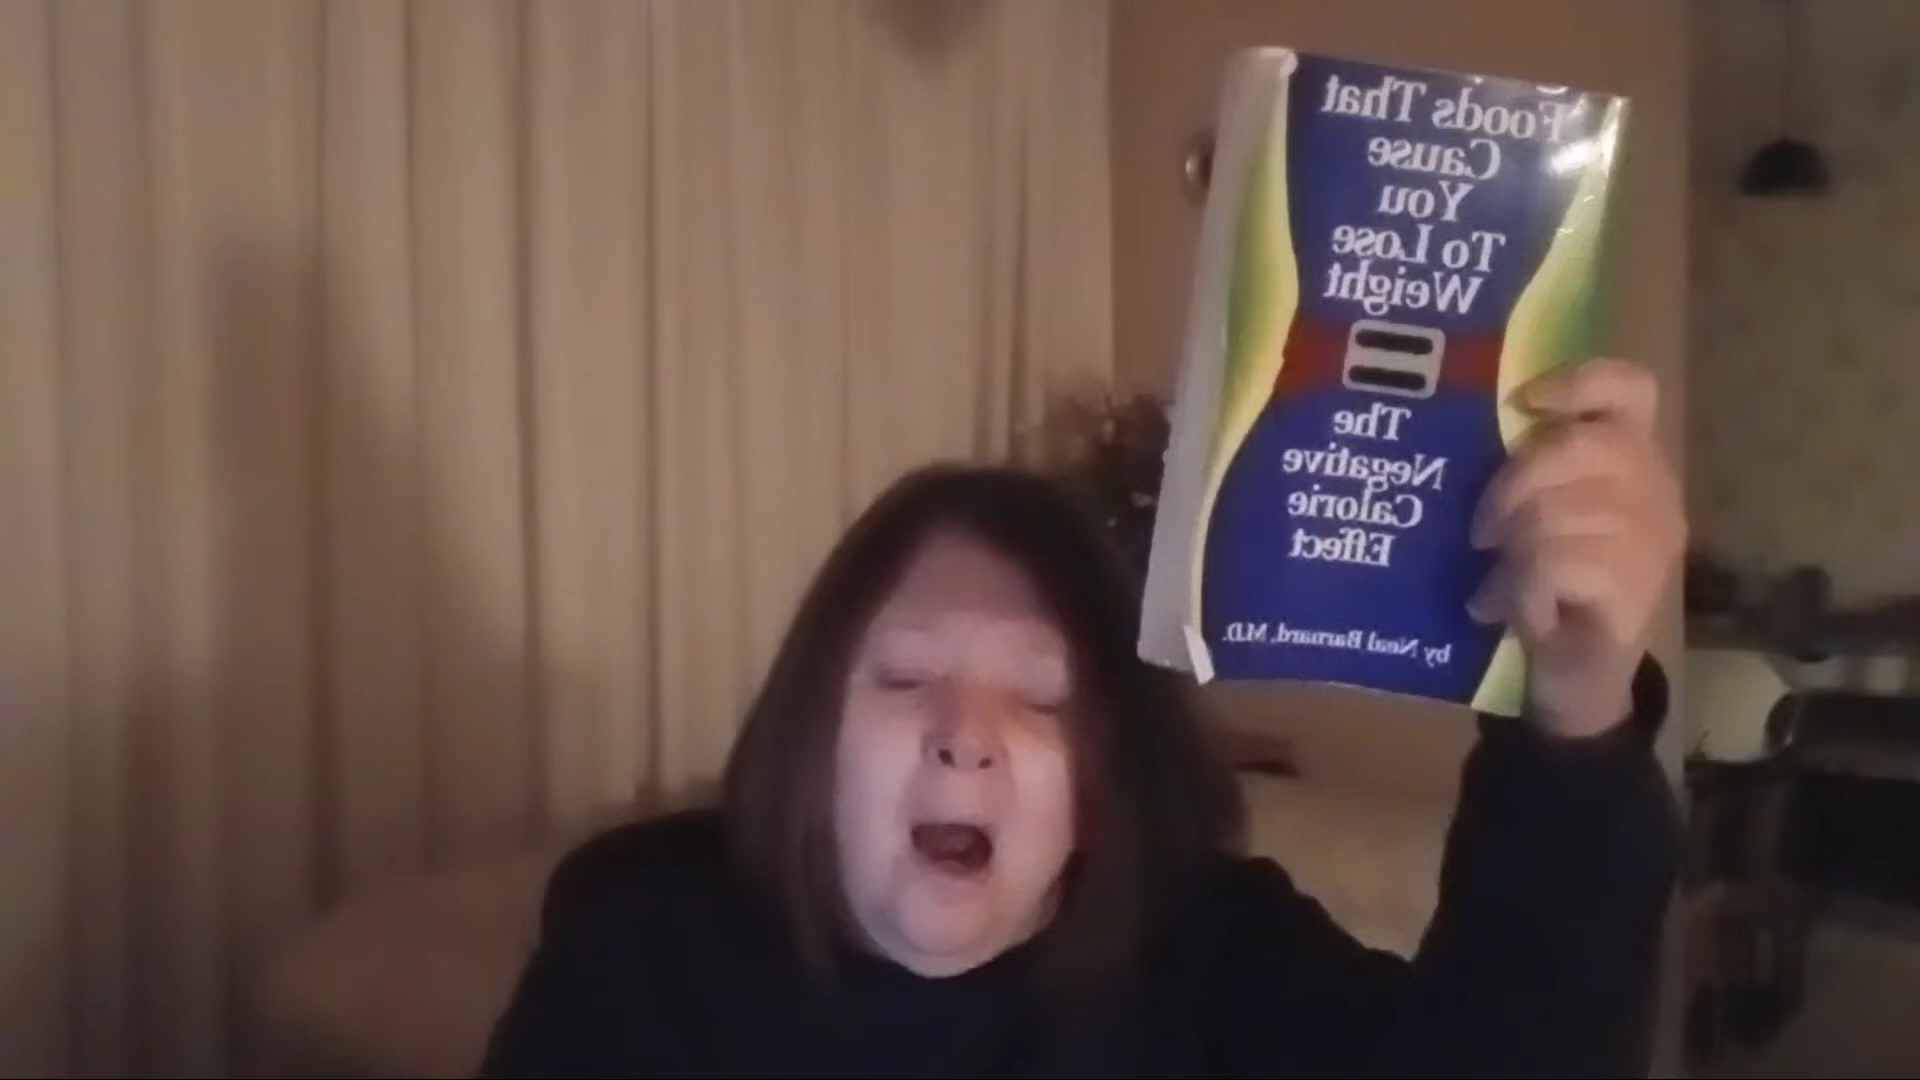 Foods That
Cause
You
To Lose
Weight
The
Negative
Calorie
Effect
by Neal Barnard, M.D.